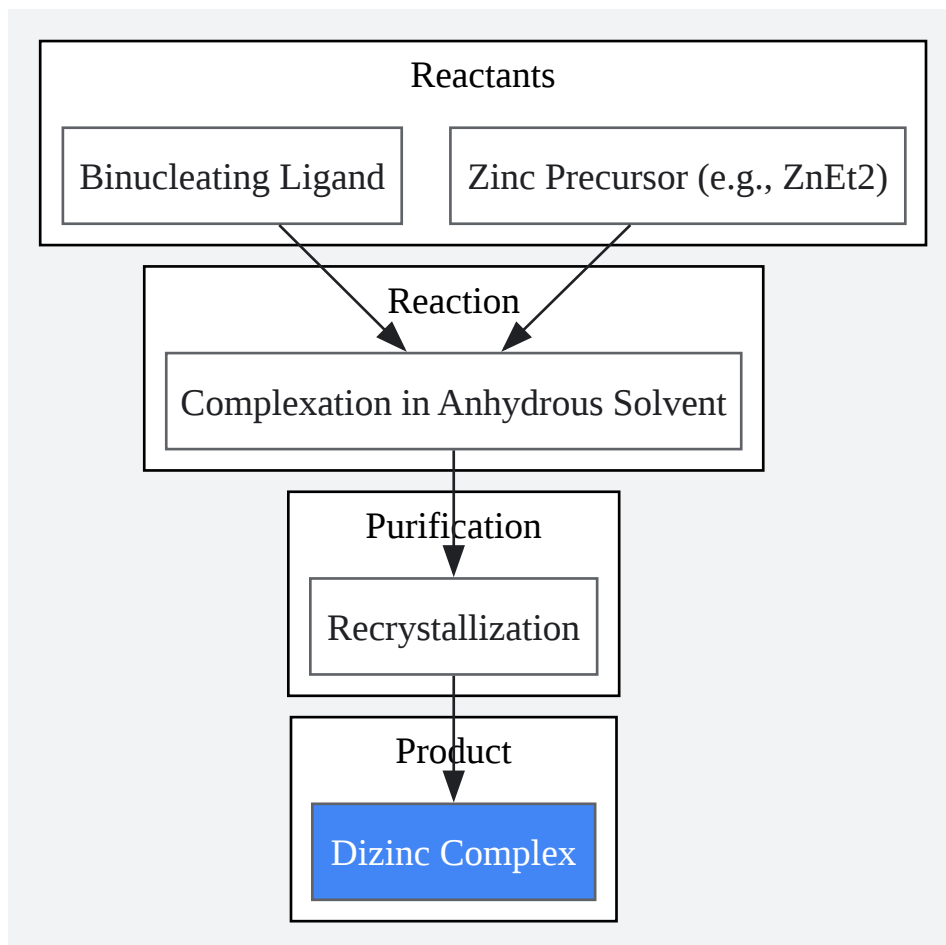 Reactants
Binucleating Ligand
Zinc Precursor (e.g., ZnEt2)
Reaction
Complexation in Anhydrous Solvent
Purification
Recrystallization
Product
Dizinc Complex